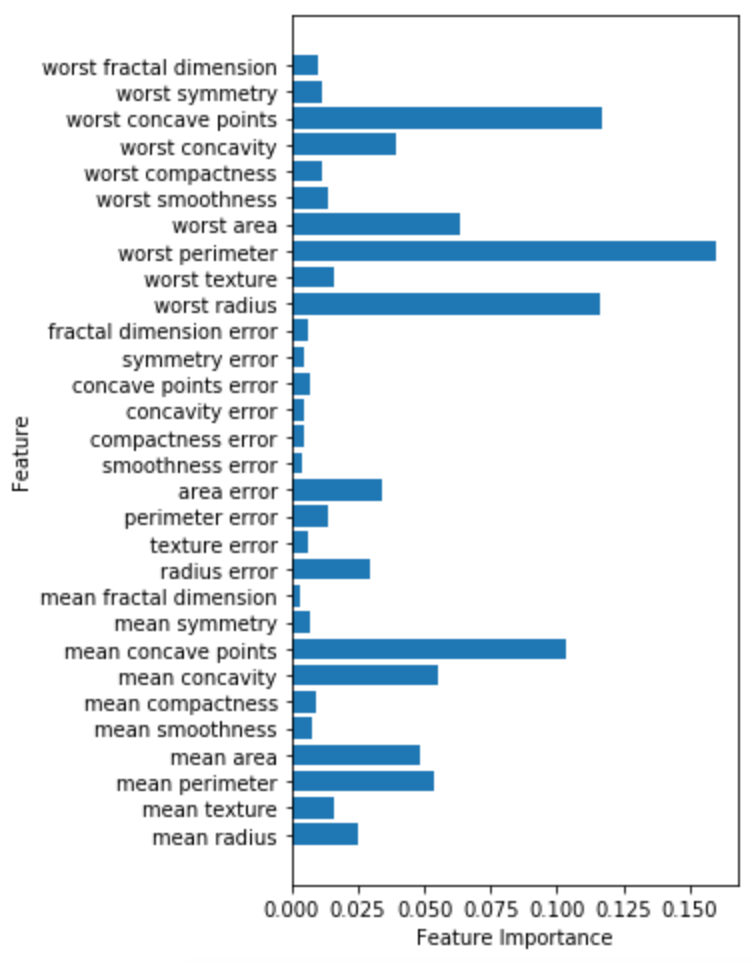 worst fractal dimension
worst symmetry
worst concave points
worst concavity
worst compactness
worst smoothness
worst area
worst perimeter
worst texture
worst radius
fractal dimension error
symmetry error
concave points error
concavity error
compactness error
smoothness error
area error
perimeter error
texture error
radius error
mean fractal dimension
mean symmetry
mean concave points
mean concavity
mean compactness
mean smoothness
mean area
mean perimeter
mean texture
mean radius
Feature
0.000 0.025 0.050 0.075 0.100 0.125 0.150
Feature Importance